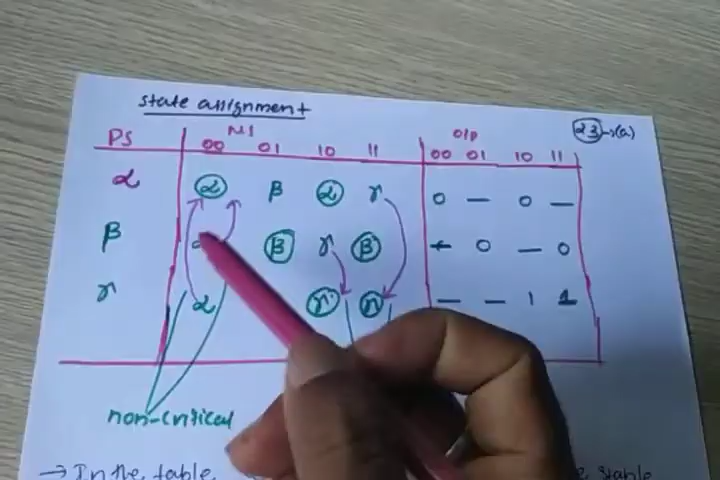 state assignment
(23)→(a)
PS NS O/P
00 01 10 11 00 01 10 11
α α β α r 0 — 0 —
β β r β — 0 — 0
r α r r — — 1 1
non-critical
→ In the table stable